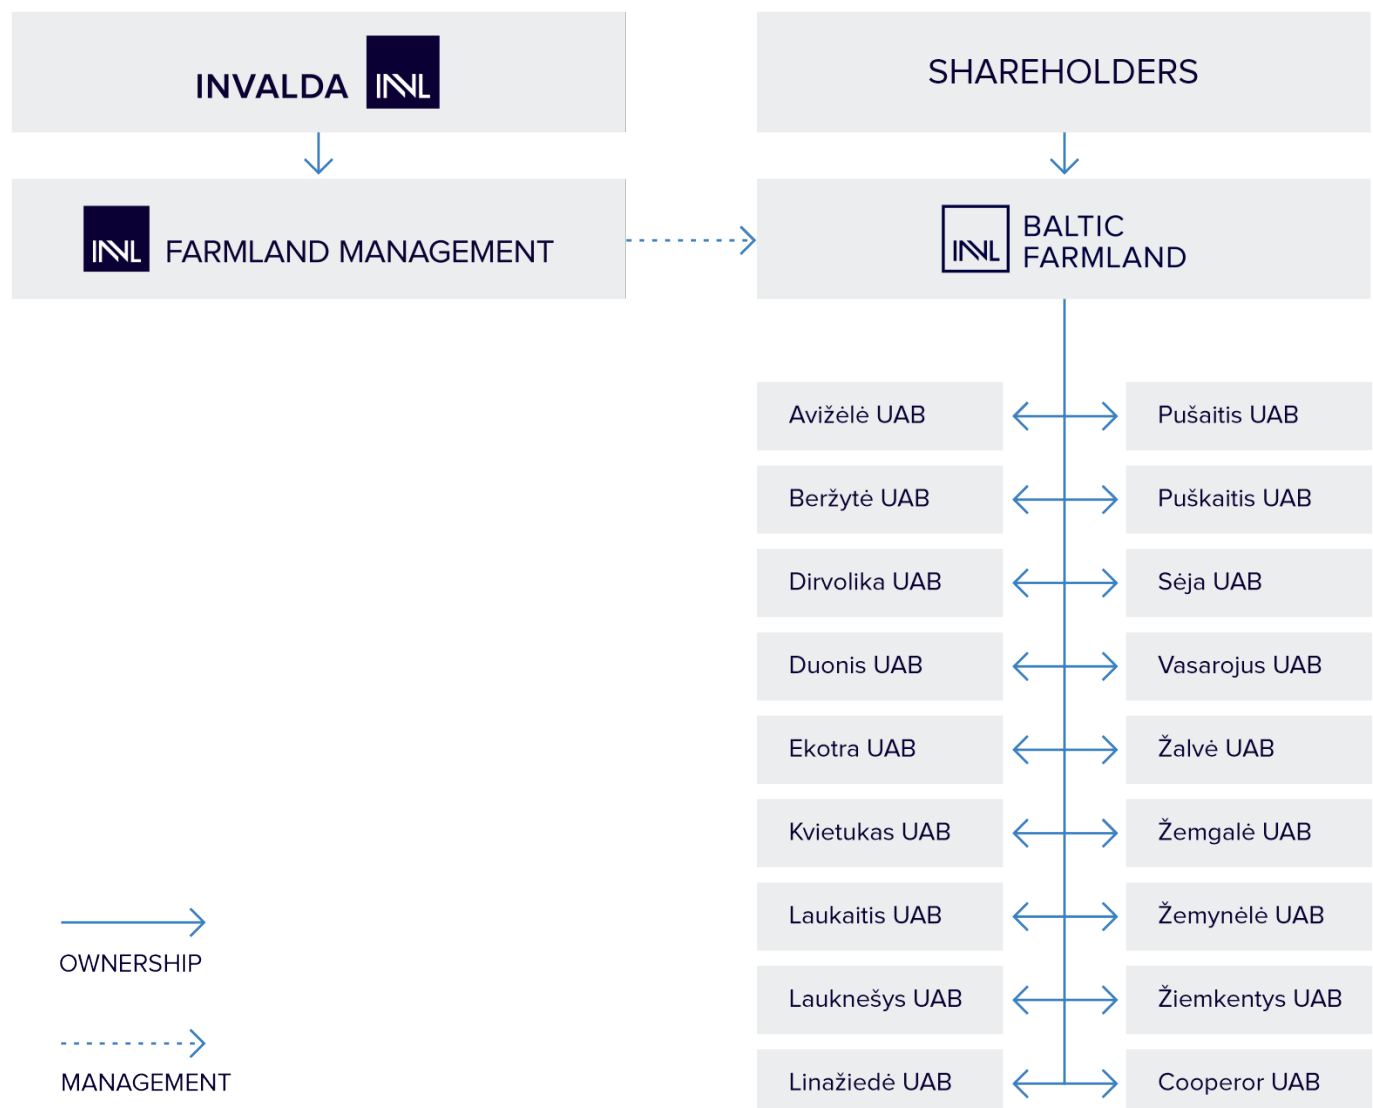 INVALDA INVL
SHAREHOLDERS
INVL FARMLAND MANAGEMENT
INVL BALTIC
FARMLAND
Avižėlė UAB
Pušaitis UAB
Beržytė UAB
Puškaitis UAB
Dirvolika UAB
Sėja UAB
Duonis UAB
Vasarojus UAB
Ekotra UAB
Žalvė UAB
Kvietukas UAB
Žemgalė UAB
Laukaitis UAB
Žemynėlė UAB
Lauknešys UAB
Žiemkentys UAB
Linažiedė UAB
Cooperor UAB
OWNERSHIP
MANAGEMENT